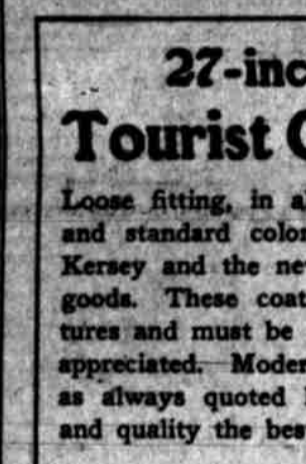 27-inc
Tourist C
Loose fitting, in a
and standard color
Kersey and the ne
goods. These coat
tures and must be
appreciated. Moder
as always quoted
and quality the bes